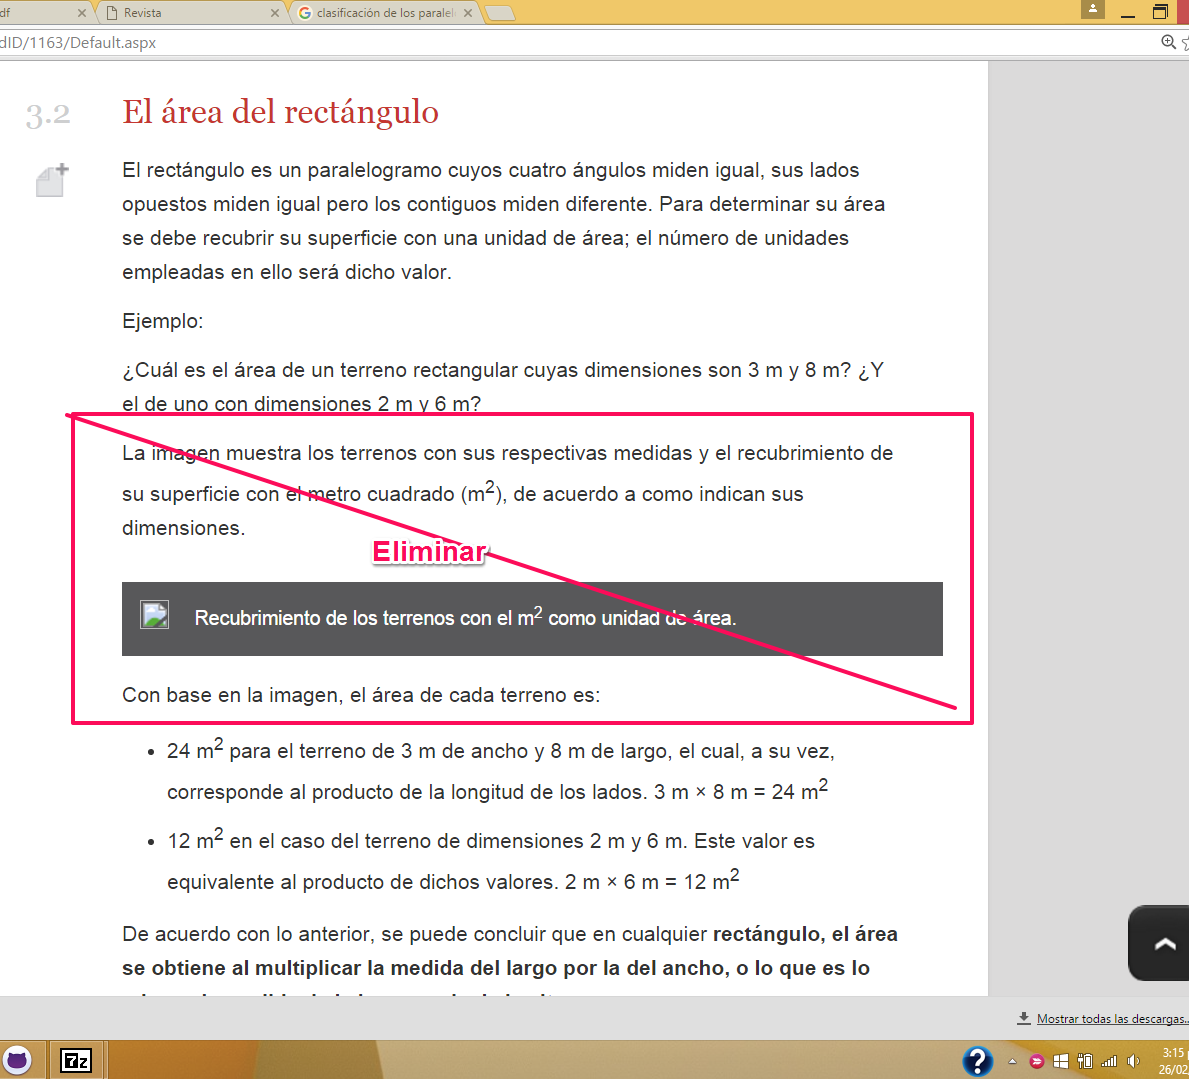 df
Revista
clasificación de los paralel
dID/1163/Default.aspx
3.2
El área del rectángulo
El rectángulo es un paralelogramo cuyos cuatro ángulos miden igual, sus lados
opuestos miden igual pero los contiguos miden diferente. Para determinar su área
se debe recubrir su superficie con una unidad de área; el número de unidades
empleadas en ello será dicho valor.
Ejemplo:
¿Cuál es el área de un terreno rectangular cuyas dimensiones son 3 m y 8 m? ¿Y
el de uno con dimensiones 2 m y 6 m?
La imagen muestra los terrenos con sus respectivas medidas y el recubrimiento de
su superficie con el metro cuadrado (m²), de acuerdo a como indican sus
dimensiones.
Eliminar
Recubrimiento de los terrenos con el m² como unidad de área.
Con base en la imagen, el área de cada terreno es:
• 24 m² para el terreno de 3 m de ancho y 8 m de largo, el cual, a su vez,
corresponde al producto de la longitud de los lados. 3 m × 8 m = 24 m²
• 12 m² en el caso del terreno de dimensiones 2 m y 6 m. Este valor es
equivalente al producto de dichos valores. 2 m × 6 m = 12 m²
De acuerdo con lo anterior, se puede concluir que en cualquier rectángulo, el área
se obtiene al multiplicar la medida del largo por la del ancho, o lo que es lo
Mostrar todas las descargas..
7z
?
3:15
26/02